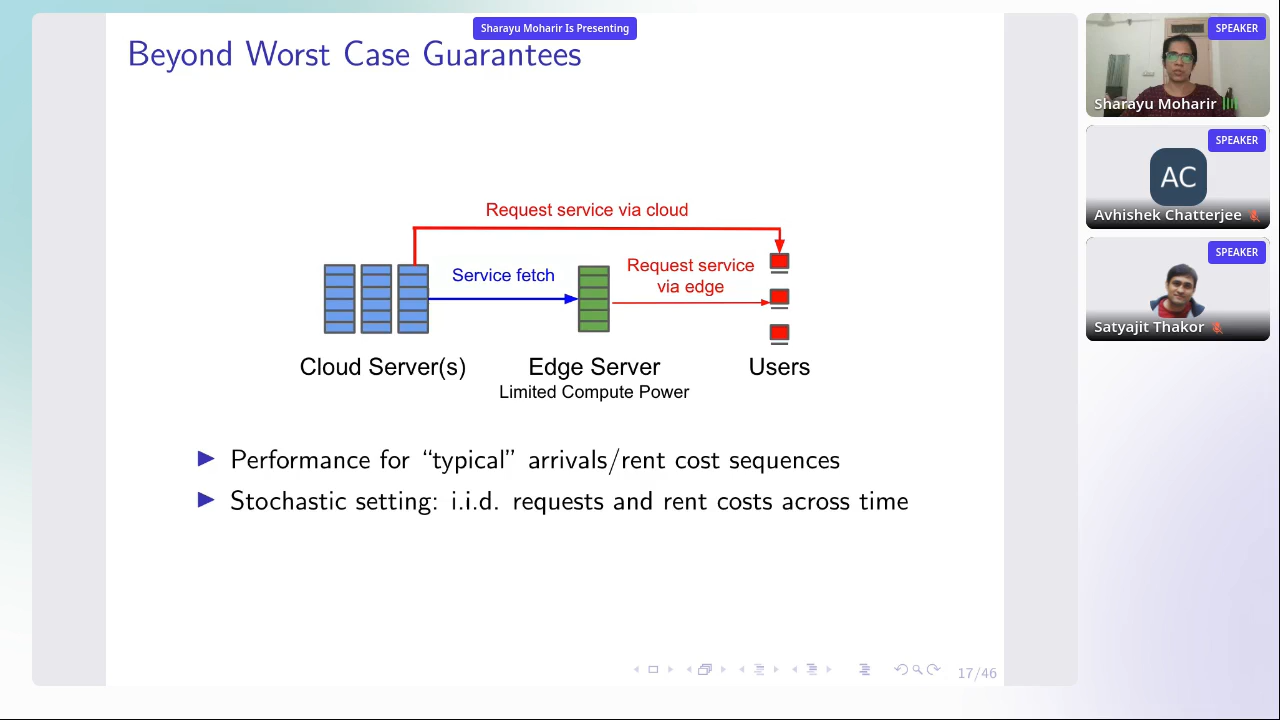 Sharayu Moharir Is Presenting
Beyond Worst Case Guarantees
Request service via cloud
Service fetch
Request service
via edge
Cloud Server(s)
Edge Server
Limited Compute Power
Users
Performance for “typical” arrivals/rent cost sequences
Stochastic setting: i.i.d. requests and rent costs across time
17/46
SPEAKER
Sharayu Moharir
SPEAKER
AC
Avhishek Chatterjee
SPEAKER
Satyajit Thakor